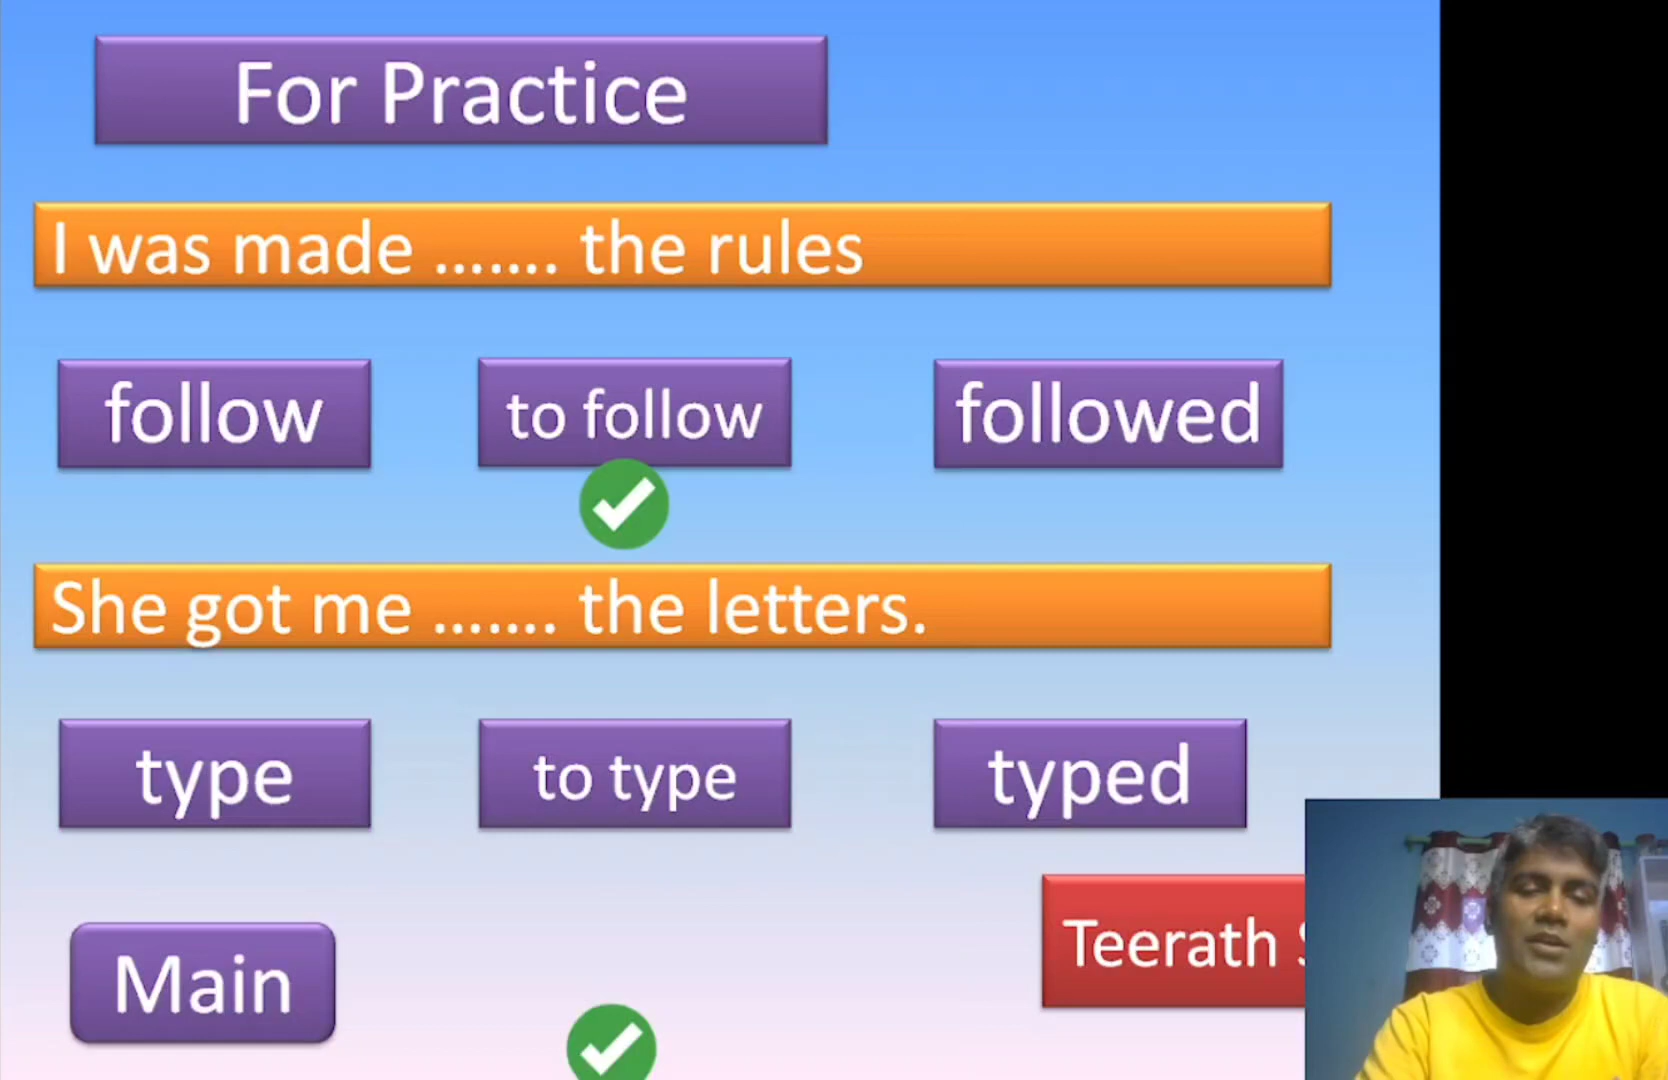 For Practice
I was made ....... the rules
follow
to follow
followed
She got me ....... the letters.
type
to type
typed
Teerath
Main